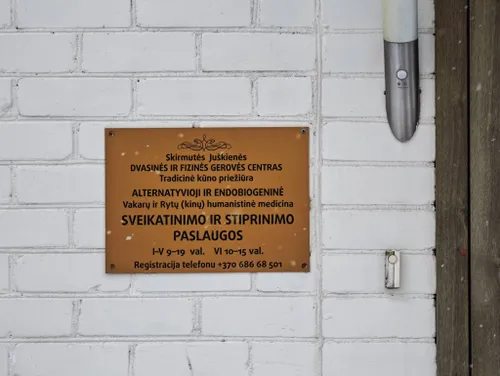 Skirmutės Juškienės
DVASINĖS IR FIZINĖS GEROVĖS CENTRAS
Tradicinė kūno priežiūra
ALTERNATYVIOJI IR ENDOBIOGENINĖ
Vakarų ir Rytų (kinų) humanistinė medicina
SVEIKATINIMO IR STIPRINIMO
PASLAUGOS
I-V 9-19 val. VI 10-15 val.
Registracija telefonu +370 686 68 501